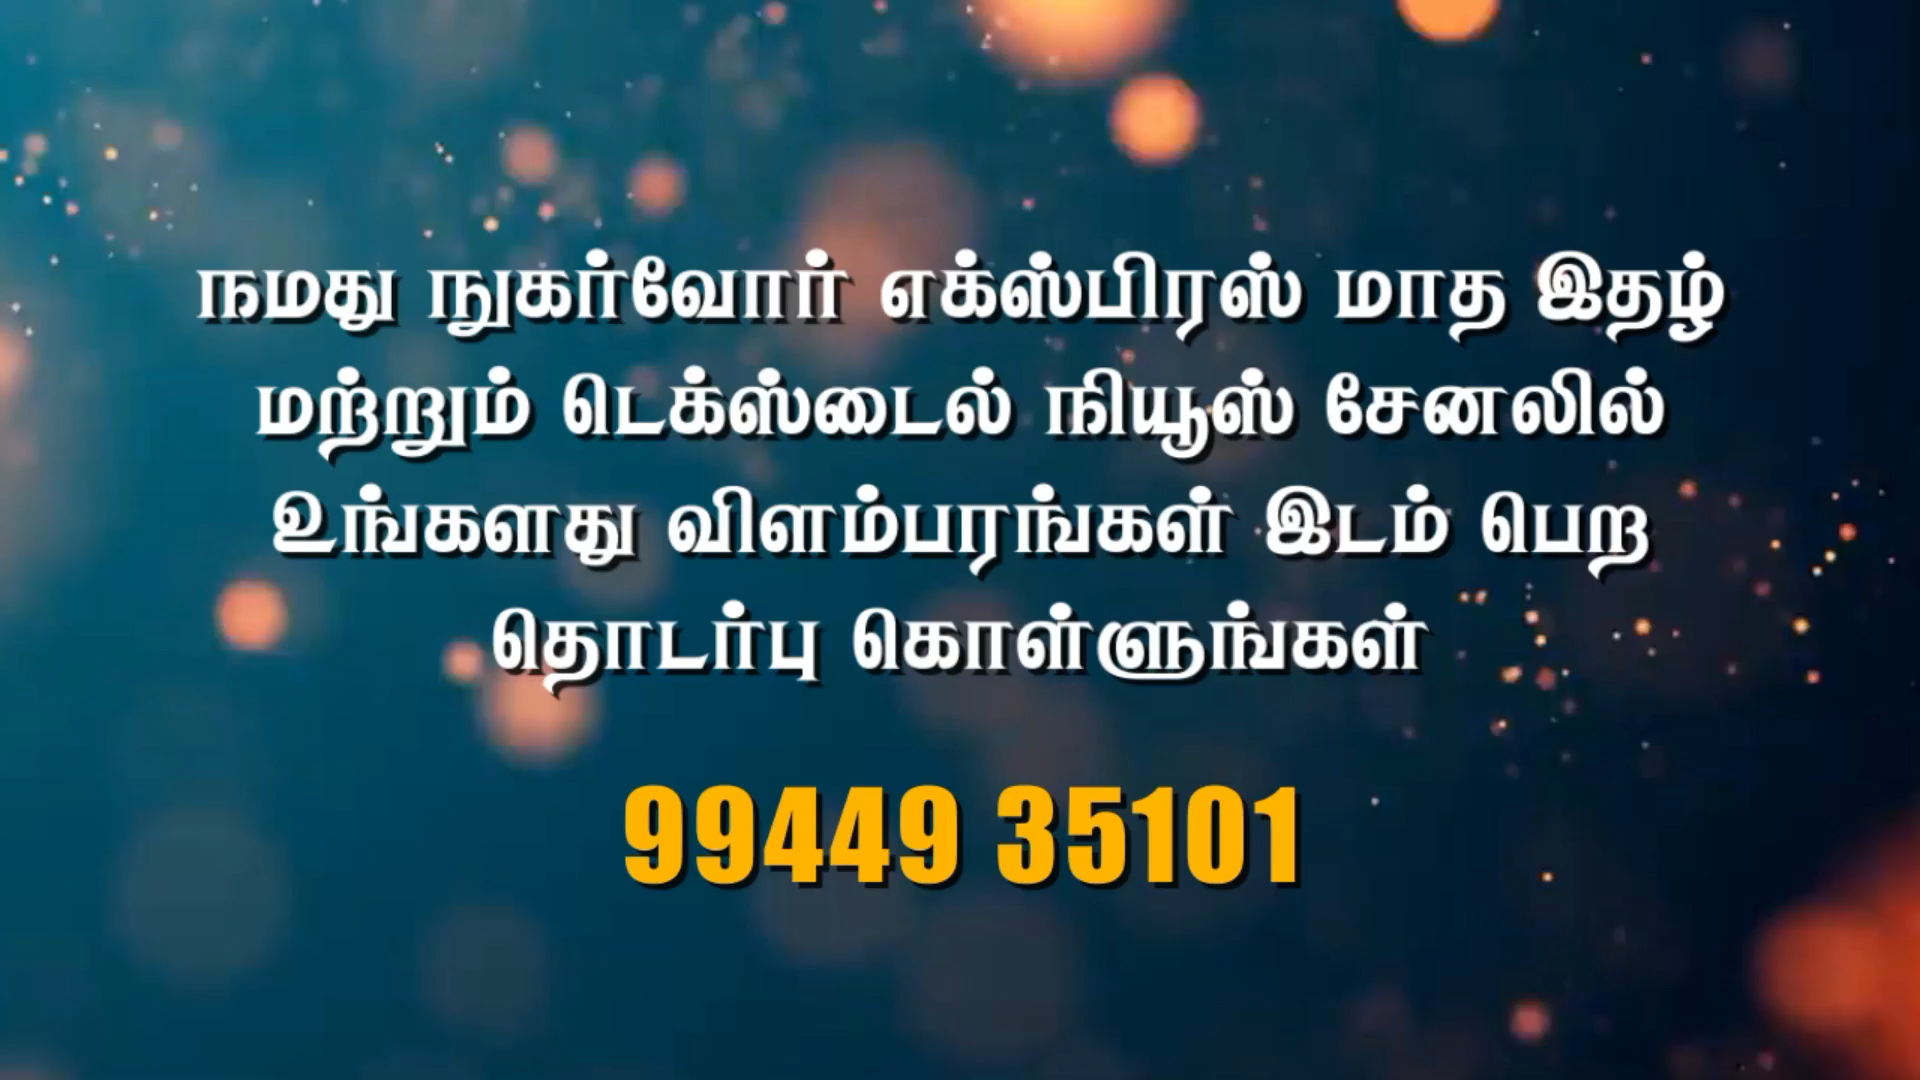 நமது நுகர்வோர் எக்ஸ்பிரஸ் மாத இதழ்
மற்றும் டெக்ஸ்டைல் நியூஸ் சேனலில்
உங்களது விளம்பரங்கள் இடம் பெற
தொடர்பு கொள்ளுங்கள்
99449 35101